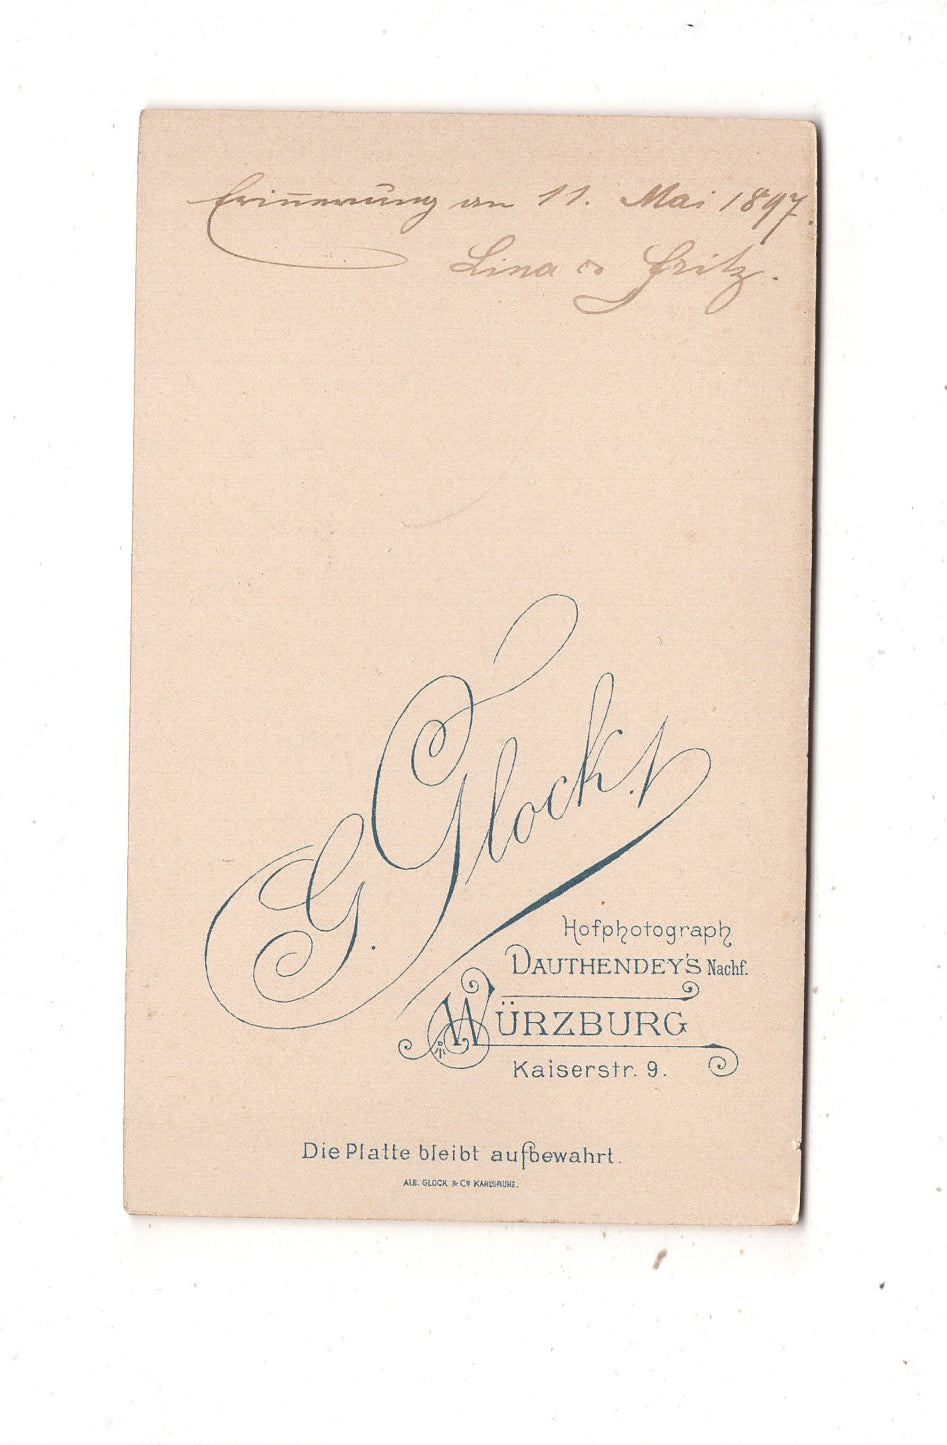 Erinnerung an 11. Mai 1897.
Lina & Fritz.
G. Glock.
Hofphotograph
DAUTHENDEY'S Nachf.
WÜRZBURG
Kaiserstr. 9.
Die Platte bleibt aufbewahrt.
ALB. GLOCK & Co KARLSRUHE.